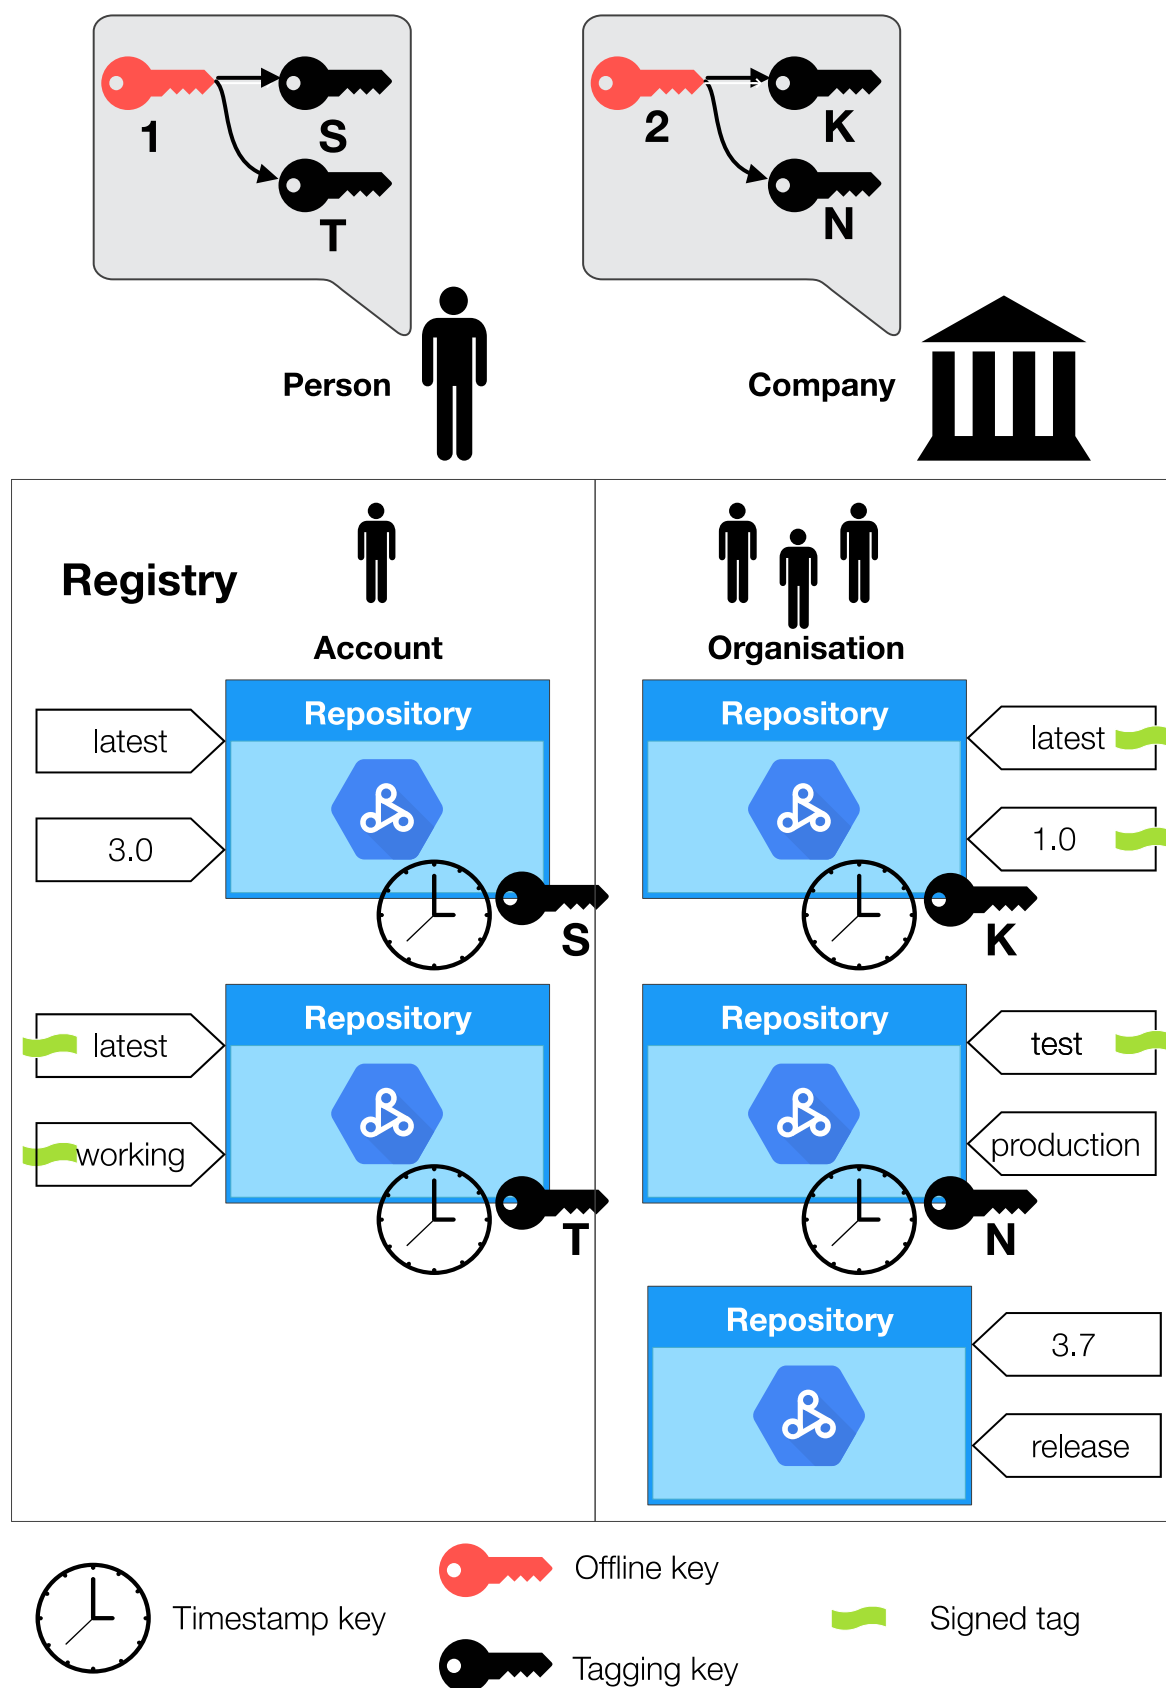 1
S
T
2
K
N
Person
Company
Registry
Account
Organisation
Repository
latest
3.0
S
Repository
latest
1.0
K
Repository
latest
working
T
Repository
test
production
N
Repository
3.7
release
Timestamp key
Offline key
Tagging key
Signed tag